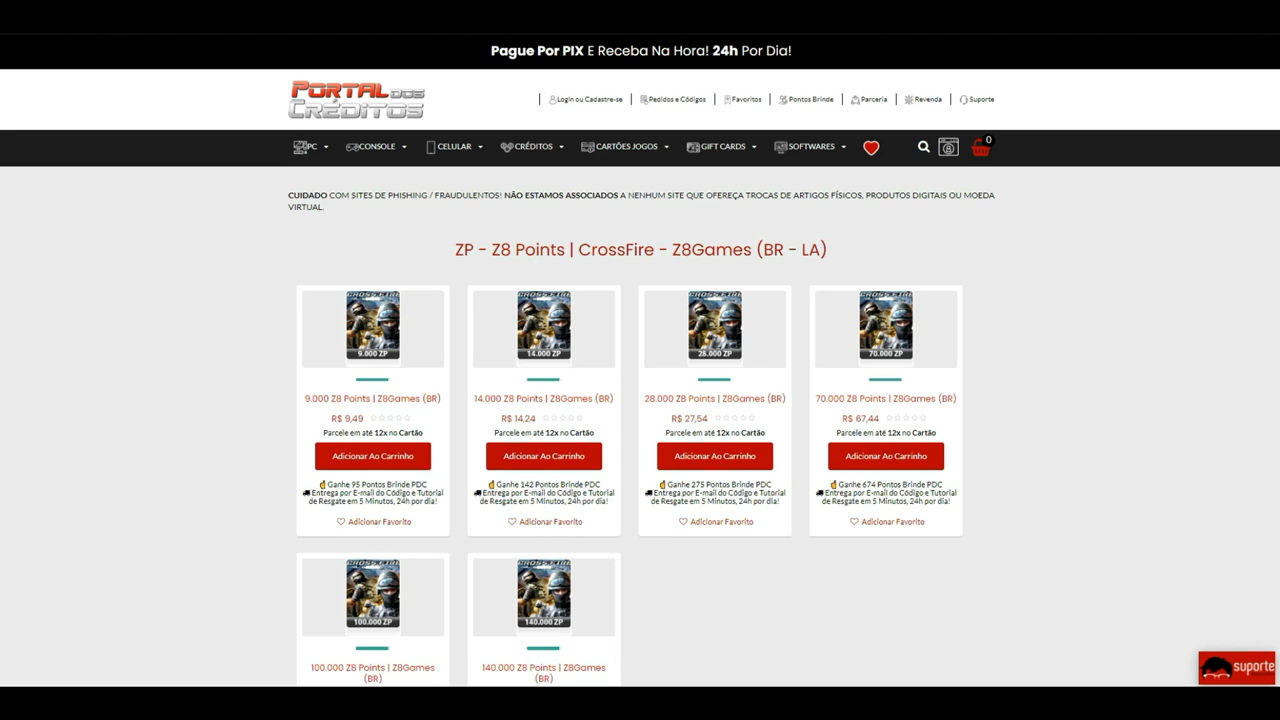 Pague Por PIX E Receba Na Hora! 24h Por Dia!
PORTAL DOS
CRÉDITOS
Login ou Cadastre-se
Pedidos e Códigos
Favoritos
Pontos Brinde
Parceria
Revenda
Suporte
PC
CONSOLE
CELULAR
CRÉDITOS
CARTÕES JOGOS
GIFT CARDS
SOFTWARES
0
CUIDADO COM SITES DE PHISHING / FRAUDULENTOS! NÃO ESTAMOS ASSOCIADOS A NENHUM SITE QUE OFEREÇA TROCAS DE ARTIGOS FÍSICOS, PRODUTOS DIGITAIS OU MOEDA
VIRTUAL.
ZP - Z8 Points | CrossFire - Z8Games (BR - LA)
CROSS FIRE
9.000 ZP
9.000 Z8 Points | Z8Games (BR)
R$ 9,49
Parcele em até 12x no Cartão
Adicionar Ao Carrinho
Ganhe 95 Pontos Brinde PDC
Entrega por E-mail do Código e Tutorial
de Resgate em 5 Minutos, 24h por dia!
Adicionar Favorito
CROSS FIRE
14.000 ZP
14.000 Z8 Points | Z8Games (BR)
R$ 14,24
Parcele em até 12x no Cartão
Adicionar Ao Carrinho
Ganhe 142 Pontos Brinde PDC
Entrega por E-mail do Código e Tutorial
de Resgate em 5 Minutos, 24h por dia!
Adicionar Favorito
CROSS FIRE
28.000 ZP
28.000 Z8 Points | Z8Games (BR)
R$ 27,54
Parcele em até 12x no Cartão
Adicionar Ao Carrinho
Ganhe 275 Pontos Brinde PDC
Entrega por E-mail do Código e Tutorial
de Resgate em 5 Minutos, 24h por dia!
Adicionar Favorito
CROSS FIRE
70.000 ZP
70.000 Z8 Points | Z8Games (BR)
R$ 67,44
Parcele em até 12x no Cartão
Adicionar Ao Carrinho
Ganhe 674 Pontos Brinde PDC
Entrega por E-mail do Código e Tutorial
de Resgate em 5 Minutos, 24h por dia!
Adicionar Favorito
CROSS FIRE
100.000 ZP
100.000 Z8 Points | Z8Games
(BR)
CROSS FIRE
140.000 ZP
140.000 Z8 Points | Z8Games
(BR)
suporte